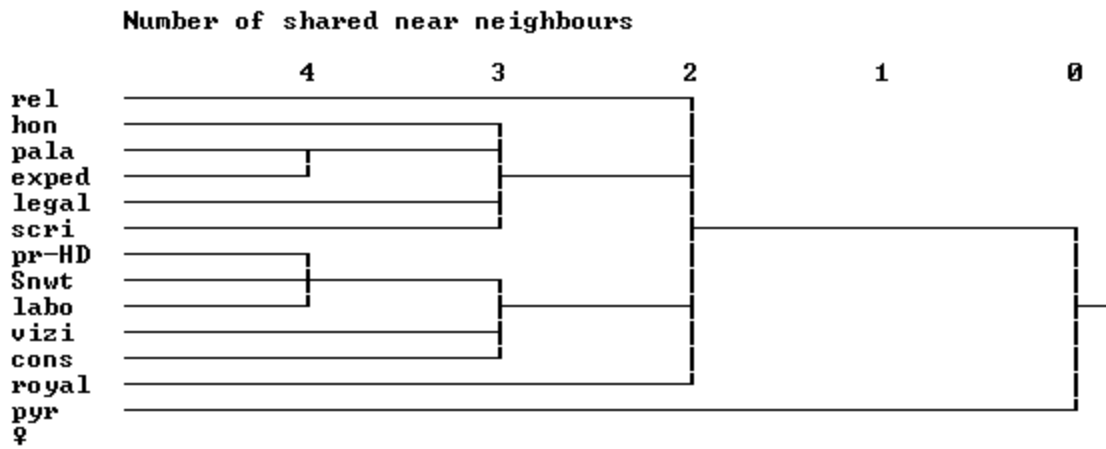 Number of shared near neighbours
4 3 2 1 0
rel
hon
pala
exped
legal
scri
pr-HD
Snwt
labo
vizi
cons
royal
pyr
♀